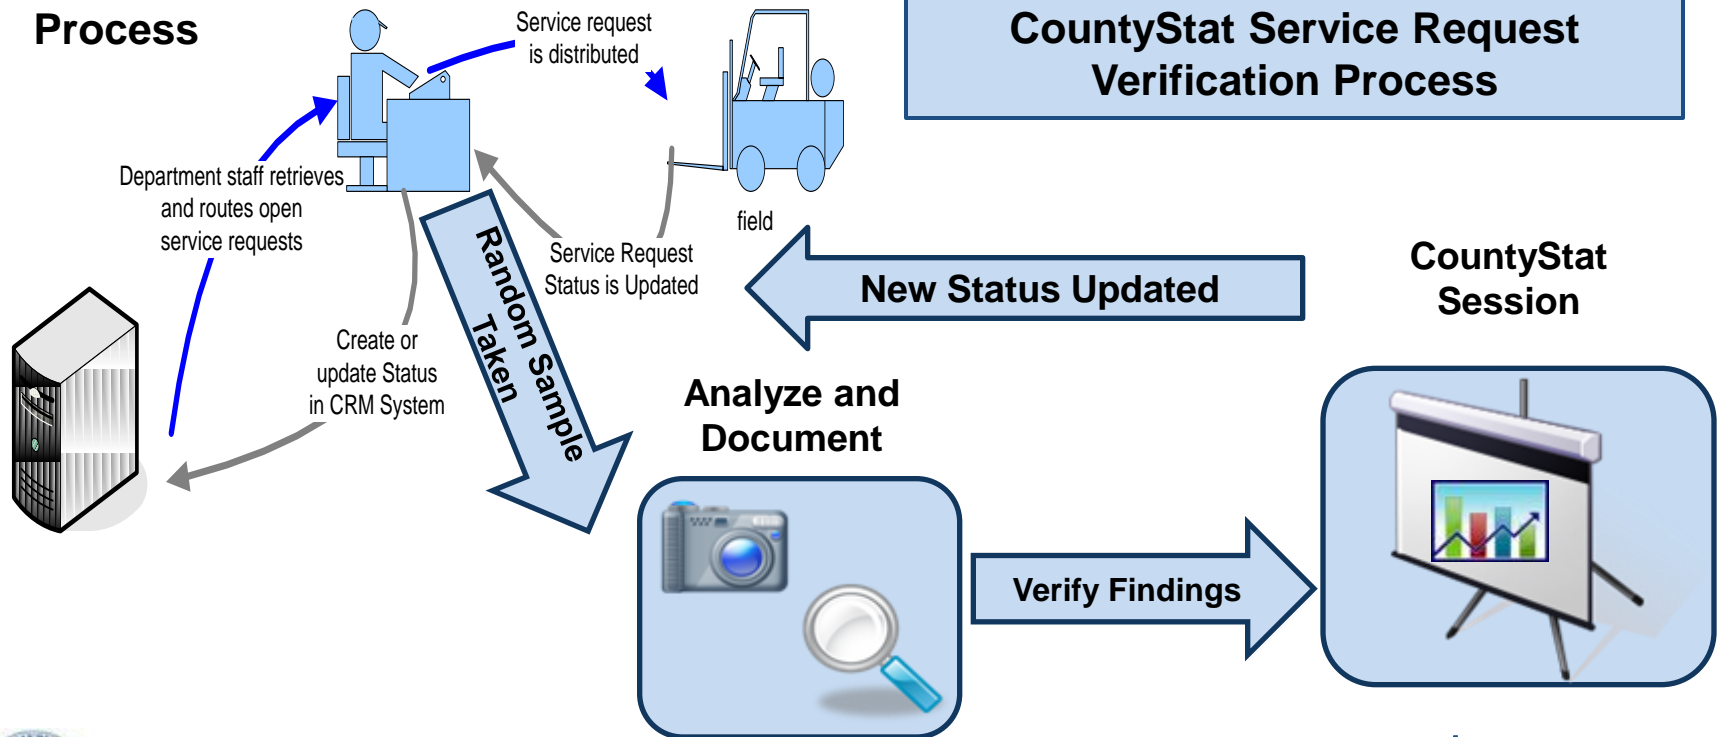 Process
Service request
is distributed
CountyStat Service Request
Verification Process
Department staff retrieves
and routes open
service requests
field
Random Sample
Taken
Service Request
Status is Updated
New Status Updated
CountyStat
Session
Create or
update Status
in CRM System
Analyze and
Document
Verify Findings